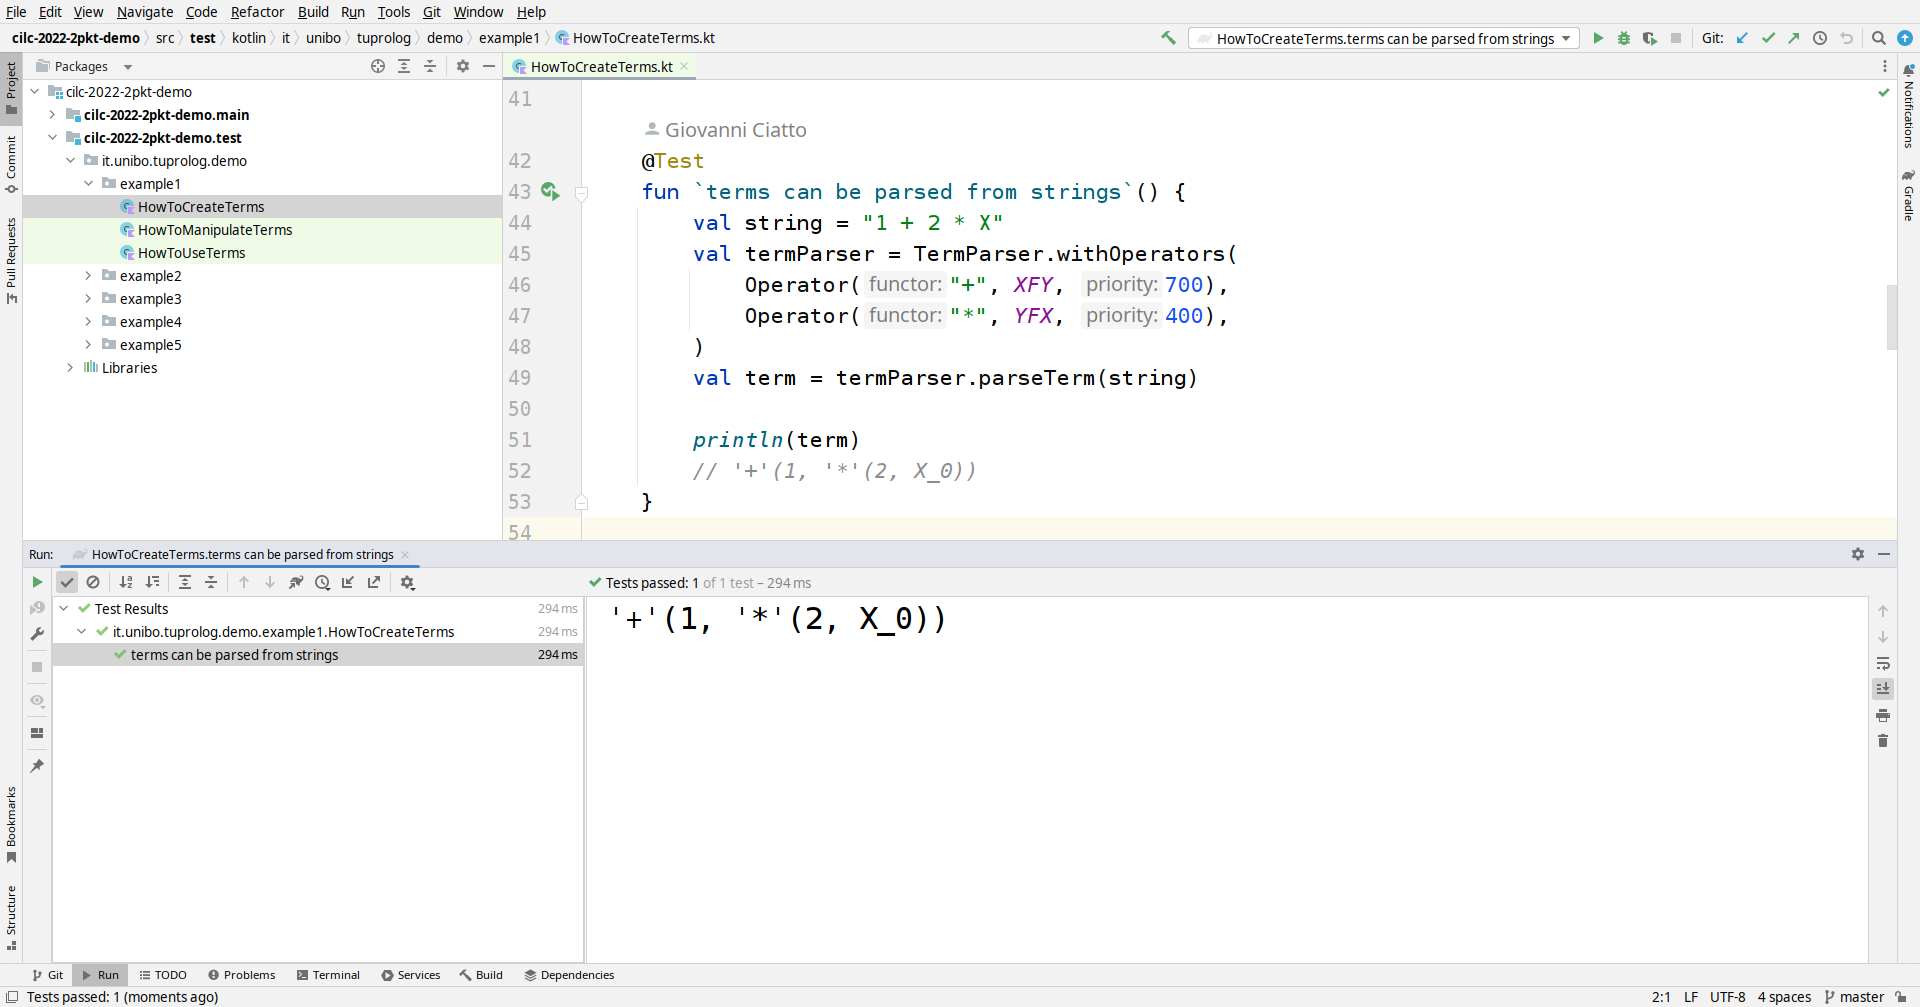 File Edit View Navigate Code Refactor Build Run Tools Git Window Help
cilc-2022-2pkt-demo src test kotlin it unibo tuprolog demo example1 HowToCreateTerms.kt
HowToCreateTerms.terms can be parsed from strings
Git:
Project
Commit
Pull Requests
Bookmarks
Structure
Packages
cilc-2022-2pkt-demo
cilc-2022-2pkt-demo.main
cilc-2022-2pkt-demo.test
it.unibo.tuprolog.demo
example1
HowToCreateTerms
HowToManipulateTerms
HowToUseTerms
example2
example3
example4
example5
Libraries
HowToCreateTerms.kt
41
Giovanni Ciatto
42 @Test
43 fun `terms can be parsed from strings`() {
44 val string = "1 + 2 * X"
45 val termParser = TermParser.withOperators(
46 Operator( functor: "+", XFY, priority: 700),
47 Operator( functor: "*", YFX, priority: 400),
48 )
49 val term = termParser.parseTerm(string)
50
51 println(term)
52 // '+'(1, '*'(2, X_0))
53 }
54
Notifications
Gradle
Run: HowToCreateTerms.terms can be parsed from strings
Tests passed: 1 of 1 test – 294 ms
Test Results 294 ms
it.unibo.tuprolog.demo.example1.HowToCreateTerms 294 ms
terms can be parsed from strings 294 ms
'+'(1, '*'(2, X_0))
Git Run TODO Problems Terminal Services Build Dependencies
Tests passed: 1 (moments ago)
2:1 LF UTF-8 4 spaces master